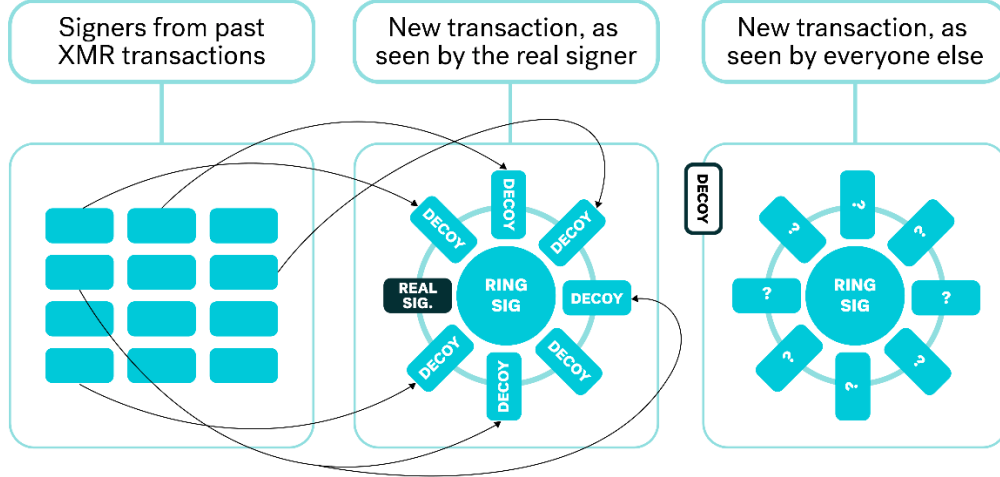 Signers from past
XMR transactions
New transaction, as
seen by the real signer
New transaction, as
seen by everyone else
DECOY
DECOY
DECOY
REAL
SIG.
RING
SIG
DECOY
DECOY
DECOY
DECOY
DECOY
?
?
?
?
RING
SIG
?
?
?
?